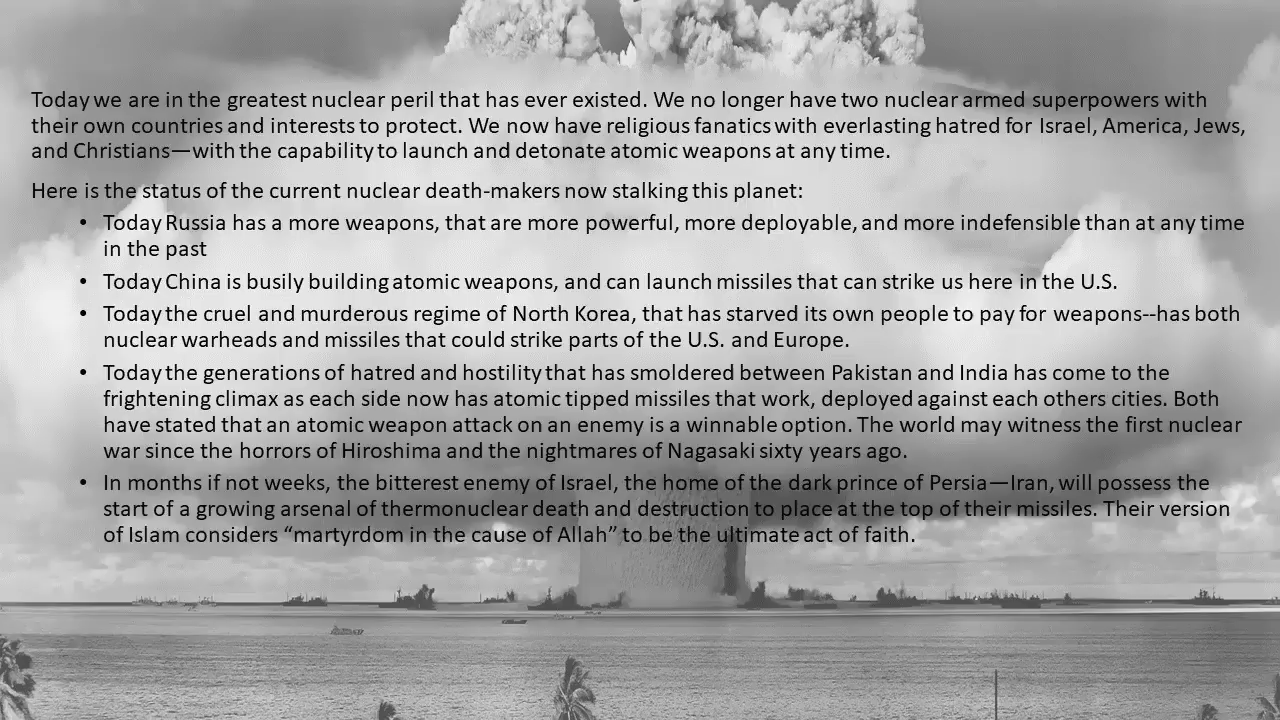 Today we are in the greatest nuclear peril that has ever existed. We no longer have two nuclear armed superpowers with
their own countries and interests to protect. We now have religious fanatics with everlasting hatred for Israel, America, Jews,
and Christians—with the capability to launch and detonate atomic weapons at any time.
Here is the status of the current nuclear death-makers now stalking this planet:
• Today Russia has a more weapons, that are more powerful, more deployable, and more indefensible than at any time
in the past
• Today China is busily building atomic weapons, and can launch missiles that can strike us here in the U.S.
• Today the cruel and murderous regime of North Korea, that has starved its own people to pay for weapons--has both
nuclear warheads and missiles that could strike parts of the U.S. and Europe.
• Today the generations of hatred and hostility that has smoldered between Pakistan and India has come to the
frightening climax as each side now has atomic tipped missiles that work, deployed against each others cities. Both
have stated that an atomic weapon attack on an enemy is a winnable option. The world may witness the first nuclear
war since the horrors of Hiroshima and the nightmares of Nagasaki sixty years ago.
• In months if not weeks, the bitterest enemy of Israel, the home of the dark prince of Persia—Iran, will possess the
start of a growing arsenal of thermonuclear death and destruction to place at the top of their missiles. Their version
of Islam considers “martyrdom in the cause of Allah” to be the ultimate act of faith.